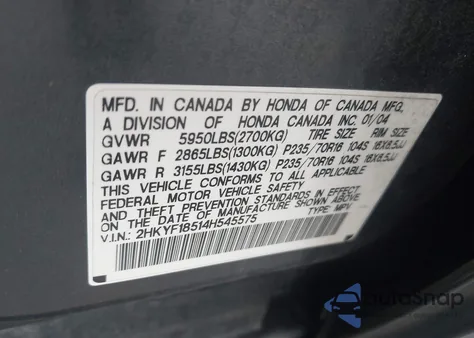 MFD. IN CANADA BY HONDA OF CANADA MFG.
A DIVISION OF HONDA CANADA INC. 01/04
GVWR 5950LBS(2700KG) TIRE SIZE RIM SIZE
GAWR F 2865LBS(1300KG) P235/70R16 104S 16X6.5JJ
GAWR R 3155LBS(1430KG) P235/70R16 104S 16X6.5JJ
THIS VEHICLE CONFORMS TO ALL APPLICABLE
FEDERAL MOTOR VEHICLE SAFETY
STANDARDS IN EFFECT ON THE DATE OF MANUFACTURE SHOWN ABOVE.
V.I.N.: 2HKYF18514H545575 TYPE: MPV
AutoSnap